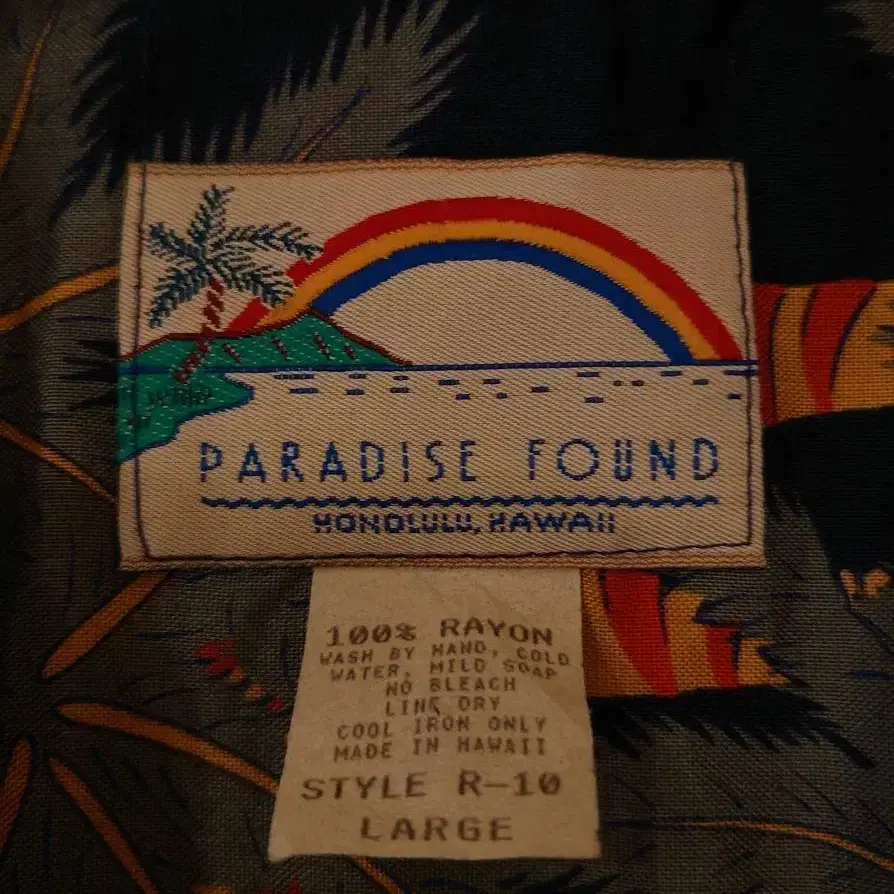 PARADISE FOUND
HONOLULU, HAWAII
100% RAYON
WASH BY HAND, COLD
WATER, MILD SOAP
NO BLEACH
LINE DRY
COOL IRON ONLY
MADE IN HAWAII
STYLE R-10
LARGE